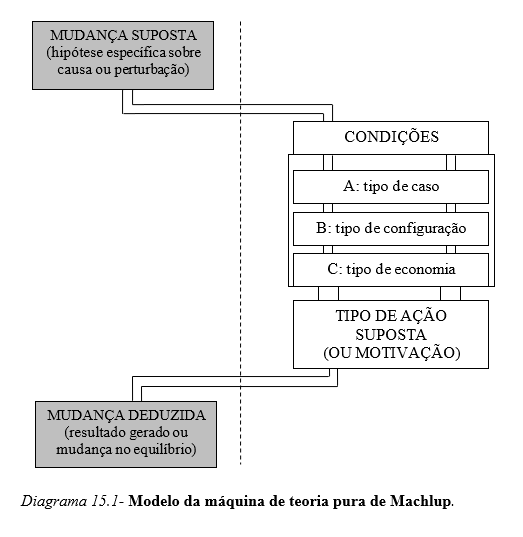 MUDANÇA SUPOSTA
(hipótese específica sobre
causa ou perturbação)
CONDIÇÕES
A: tipo de caso
B: tipo de configuração
C: tipo de economia
TIPO DE AÇÃO
SUPOSTA
(OU MOTIVAÇÃO)
MUDANÇA DEDUZIDA
(resultado gerado ou
mudança no equilíbrio)
Diagrama 15.1- Modelo da máquina de teoria pura de Machlup.